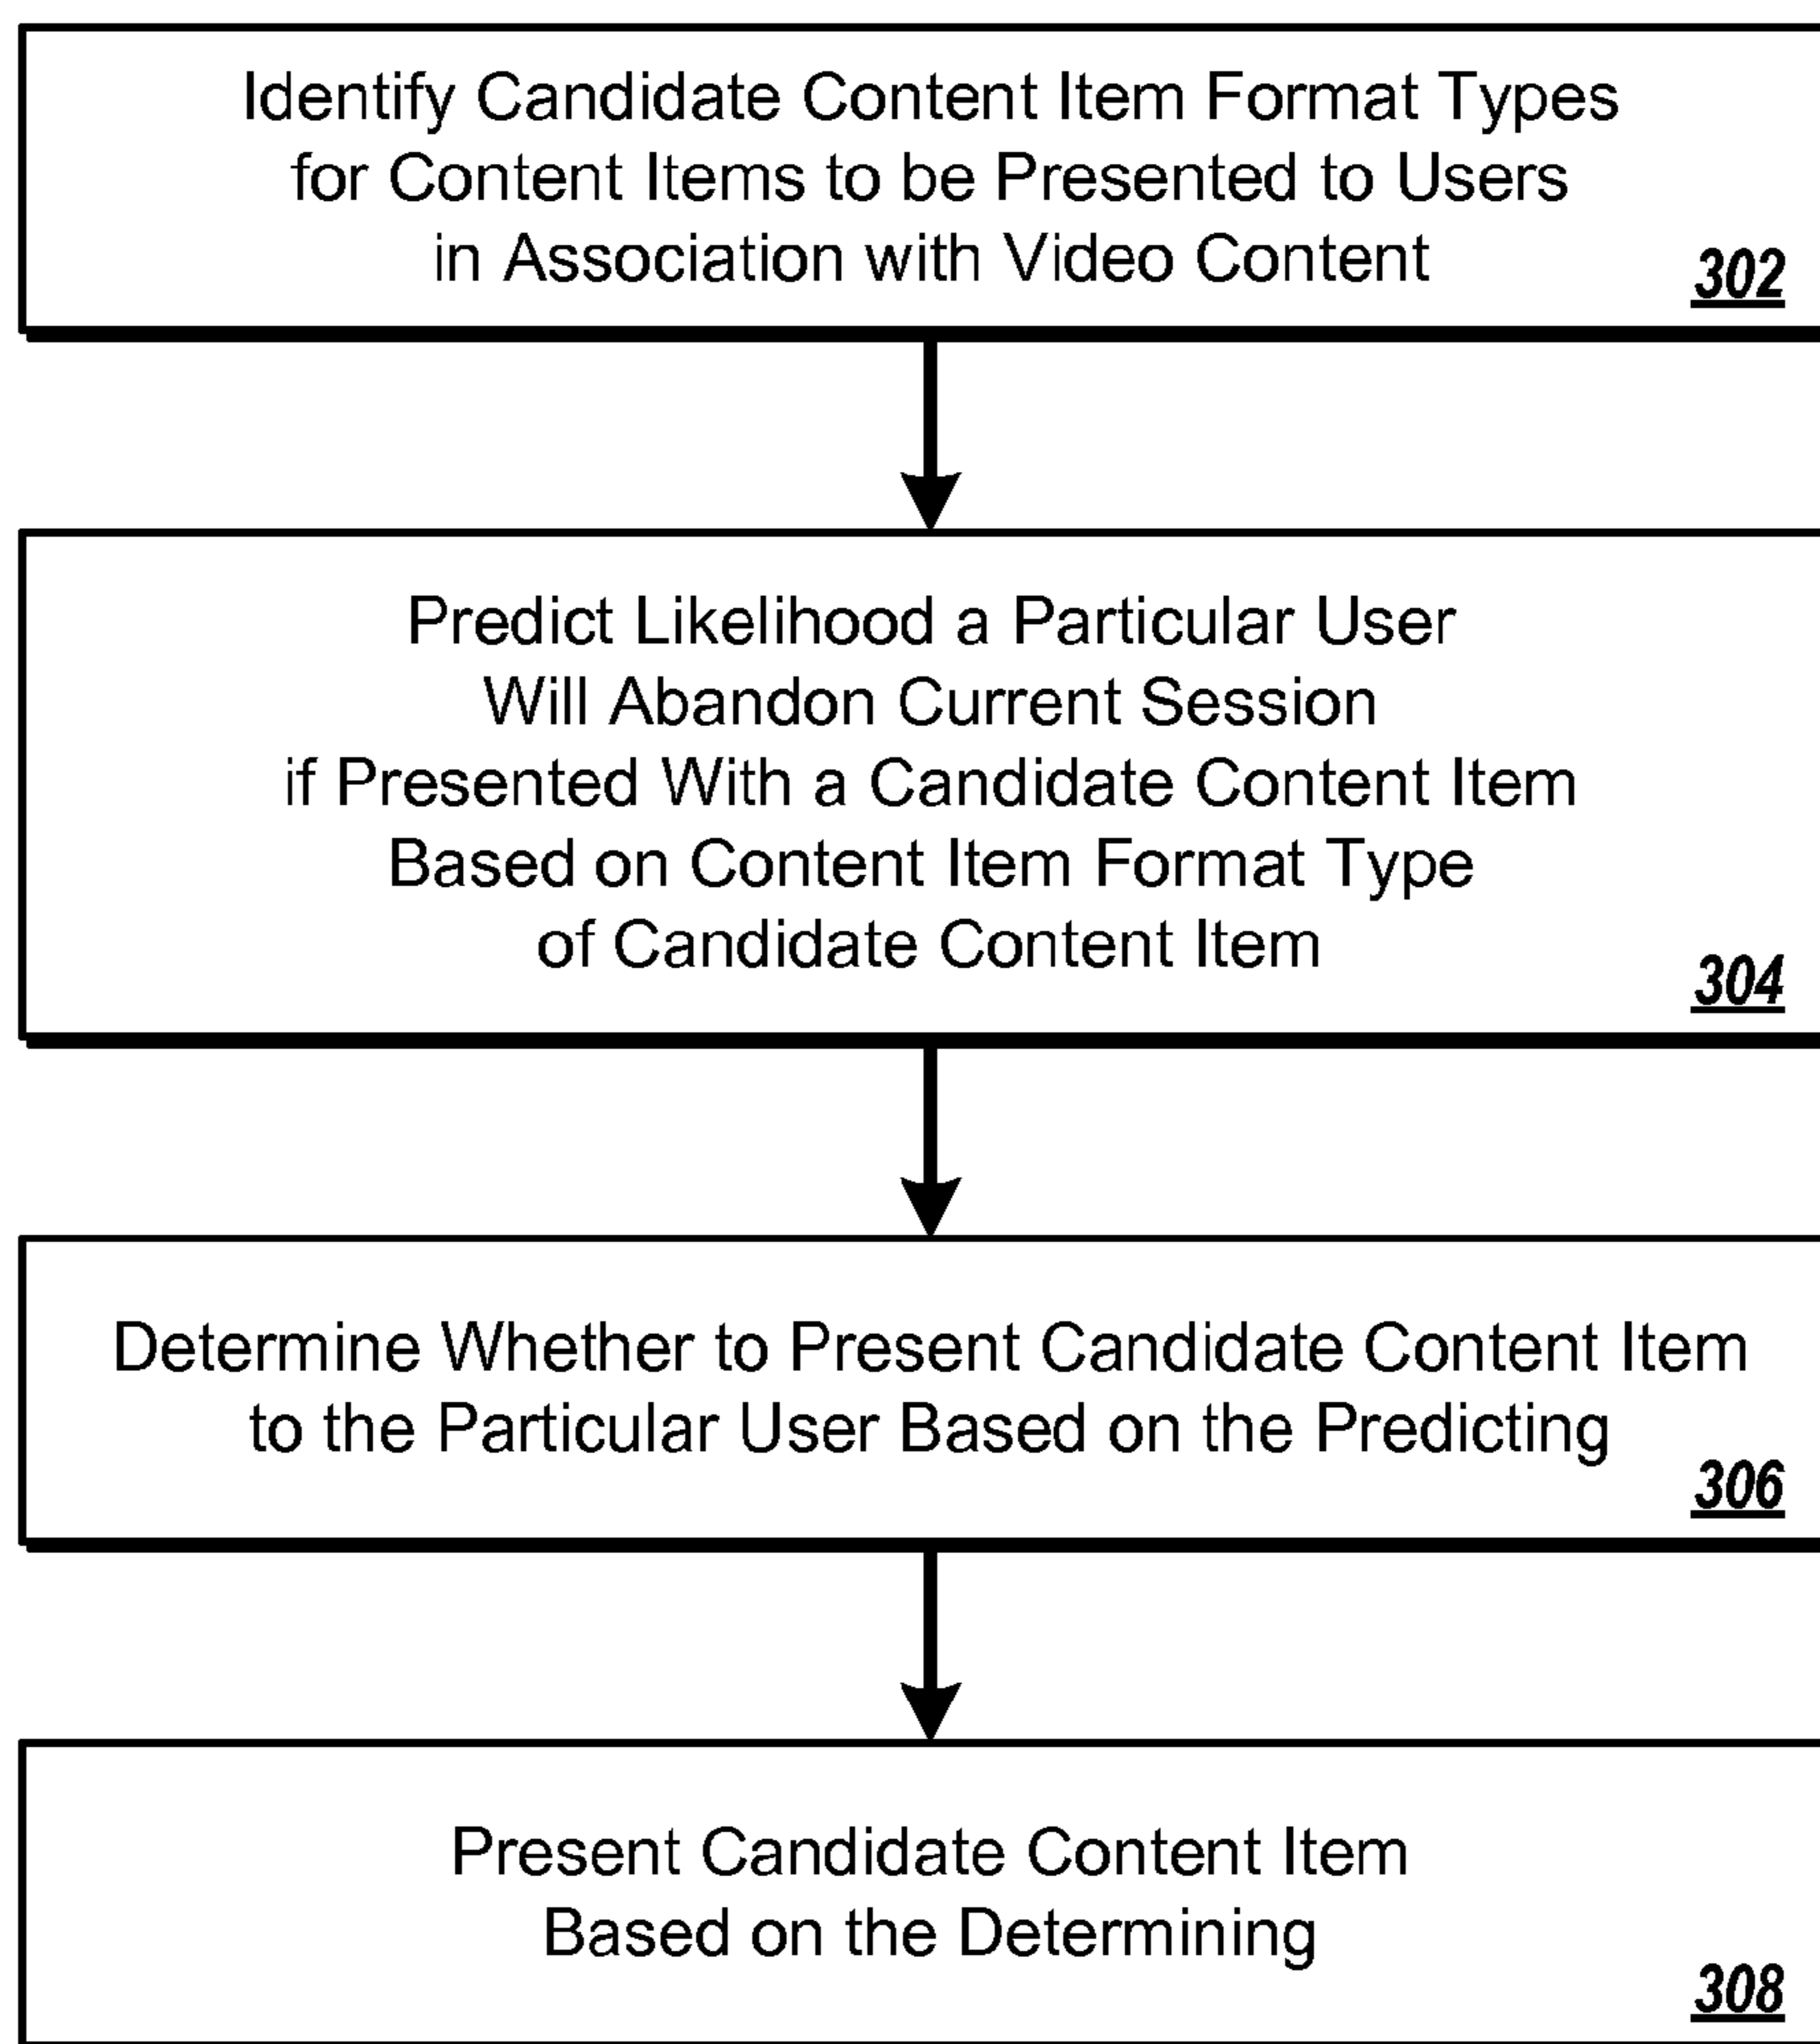 Identify Candidate Content Item Format Types
for Content Items to be Presented to Users
in Association with Video Content
302
Predict Likelihood a Particular User
Will Abandon Current Session
if Presented With a Candidate Content Item
Based on Content Item Format Type
of Candidate Content Item
304
Determine Whether to Present Candidate Content Item
to the Particular User Based on the Predicting
306
Present Candidate Content Item
Based on the Determining
308